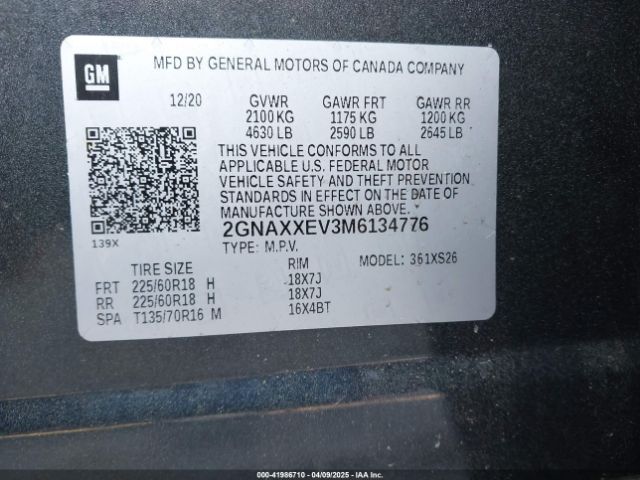 GM
MFD BY GENERAL MOTORS OF CANADA COMPANY
12/20 GVWR GAWR FRT GAWR RR
2100 KG 1175 KG 1200 KG
4630 LB 2590 LB 2645 LB
THIS VEHICLE CONFORMS TO ALL
APPLICABLE U.S. FEDERAL MOTOR
VEHICLE SAFETY AND THEFT PREVENTION
STANDARDS IN EFFECT ON THE DATE OF
MANUFACTURE SHOWN ABOVE.
139X
2GNAXXEV3M6134776
TYPE: M.P.V.
TIRE SIZE RIM MODEL: 361XS26
FRT 225/60R18 H 18X7J
RR 225/60R18 H 18X7J
SPA T135/70R16 M 16X4BT
000-41986710 - 04/09/2025 - IAAI, Inc.